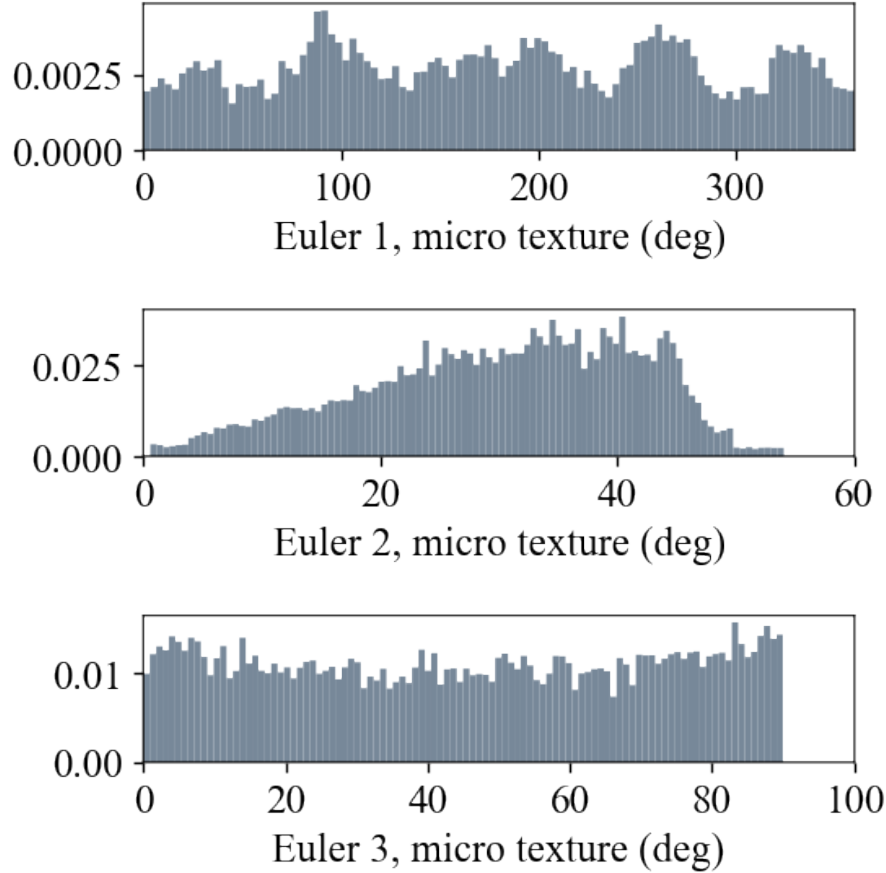 0.0025
0.0000
0 100 200 300
Euler 1, micro texture (deg)
0.025
0.000
0 20 40 60
Euler 2, micro texture (deg)
0.01
0.00
0 20 40 60 80 100
Euler 3, micro texture (deg)